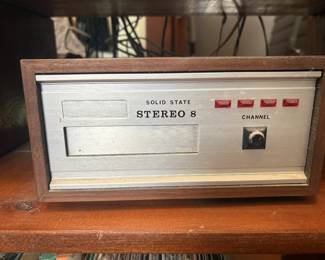 SOLID STATE
STEREO 8
CHANNEL